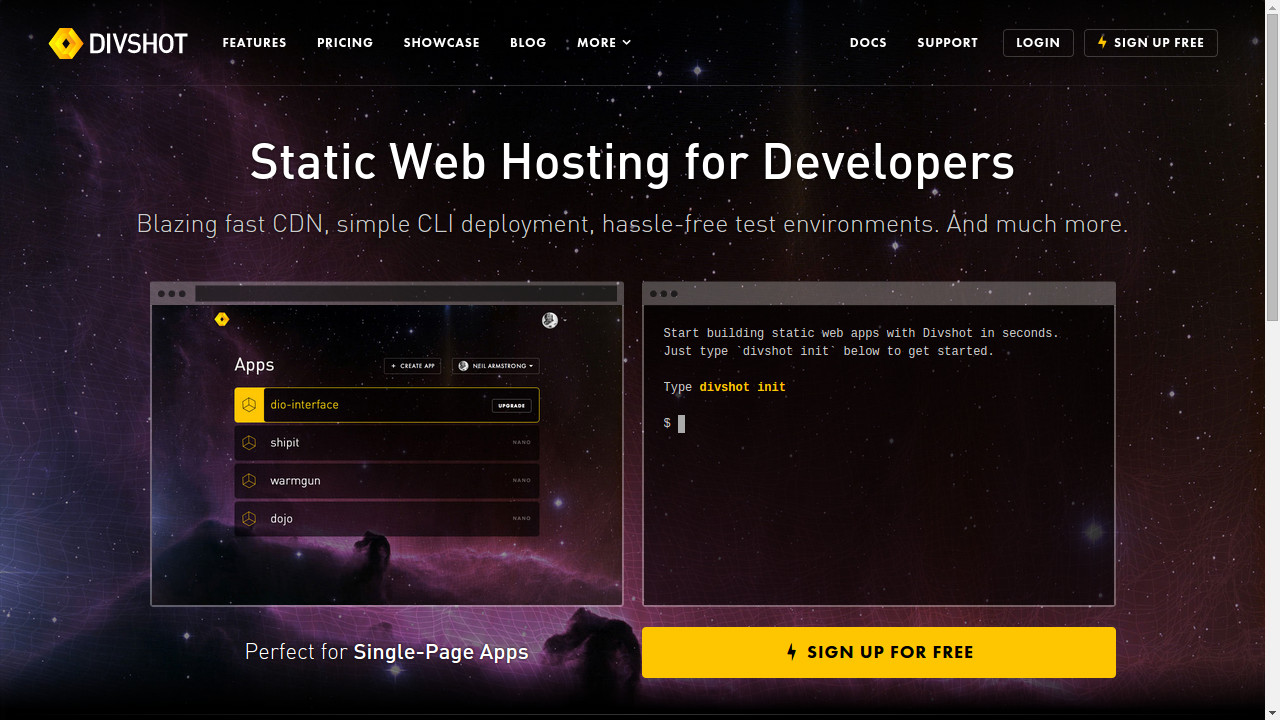 DIVSHOT
FEATURES
PRICING
SHOWCASE
BLOG
MORE
DOCS
SUPPORT
LOGIN
SIGN UP FREE
Static Web Hosting for Developers
Blazing fast CDN, simple CLI deployment, hassle-free test environments. And much more.
Apps
+ CREATE APP
NEIL ARMSTRONG
dio-interface
UPGRADE
shipit
NANO
warmgun
NANO
dojo
NANO
Start building static web apps with Divshot in seconds.
Just type `divshot init` below to get started.
Type divshot init
$
Perfect for Single-Page Apps
SIGN UP FOR FREE